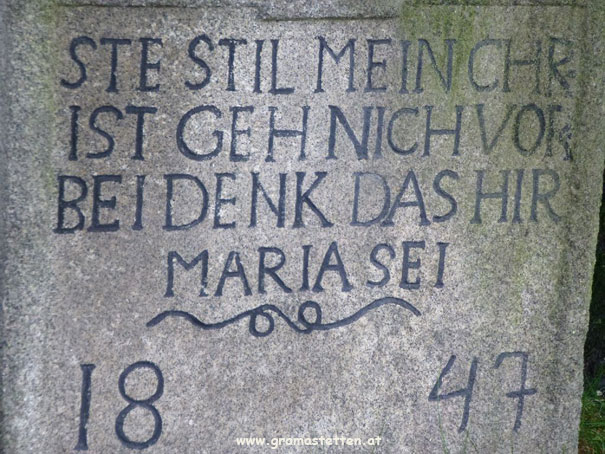 STE STIL MEIN CHR
IST GEH NICH VOR
BEI DENK DAS HIR
MARIA SEI
18 47
www.gramastetten.at